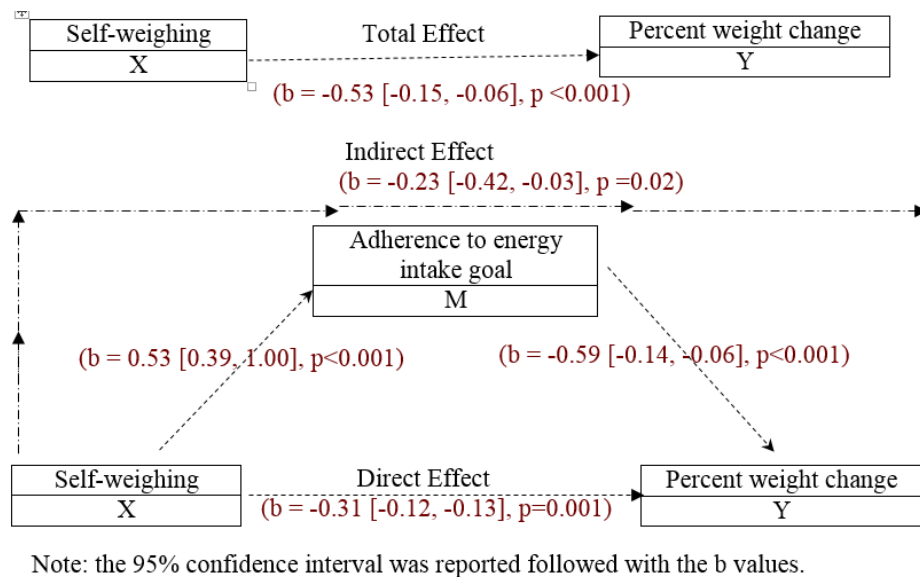 Self-weighing
X
Total Effect
Percent weight change
Y
(b = -0.53 [-0.15, -0.06], p <0.001)
Indirect Effect
(b = -0.23 [-0.42, -0.03], p =0.02)
Adherence to energy
intake goal
M
(b = 0.53 [0.39, 1.00], p<0.001)
(b = -0.59 [-0.14, -0.06], p<0.001)
Self-weighing
X
Direct Effect
(b = -0.31 [-0.12, -0.13], p=0.001)
Percent weight change
Y
Note: the 95% confidence interval was reported followed with the b values.